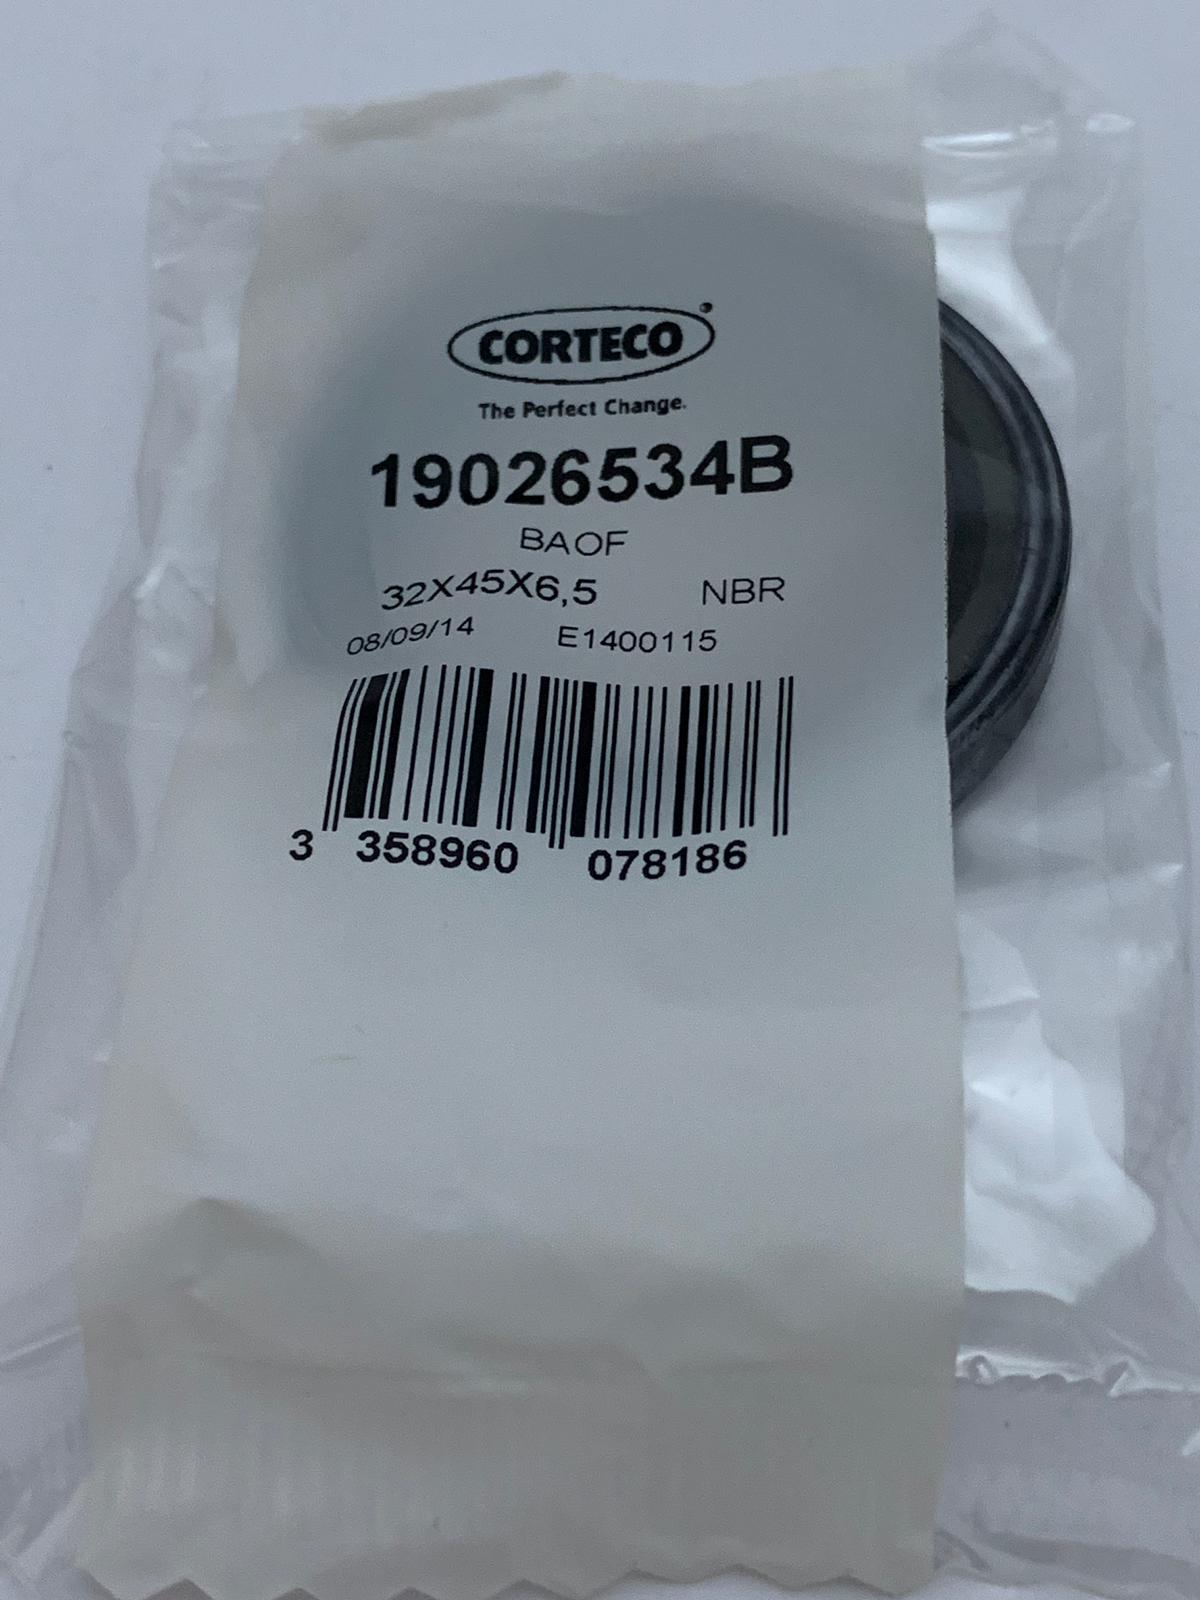 CORTECO
The Perfect Change.
19026534B
BAOF
32X45X6,5 NBR
08/09/14 E1400115
3 358960 078186